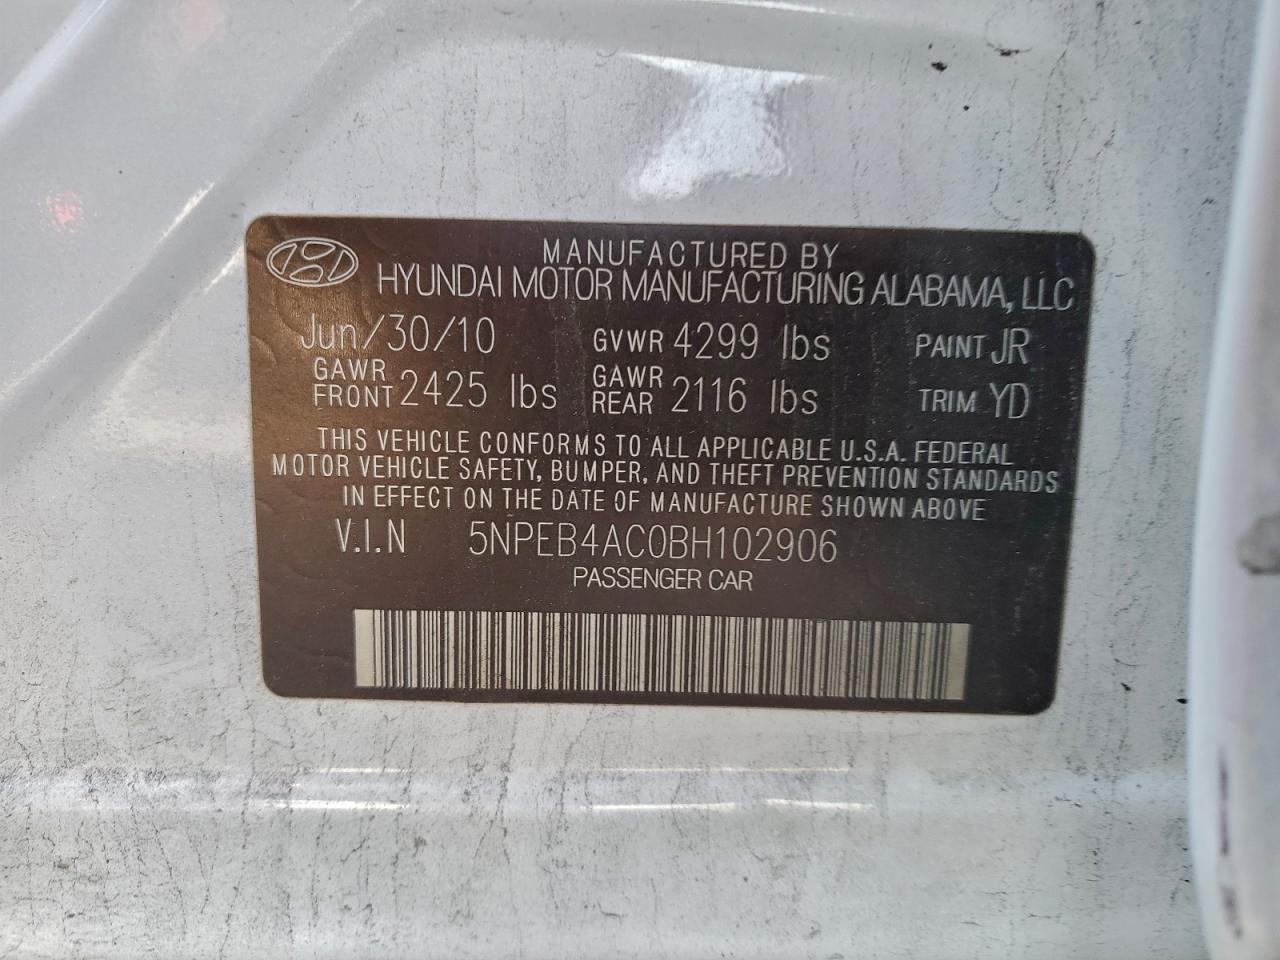 MANUFACTURED BY
HYUNDAI MOTOR MANUFACTURING ALABAMA, LLC
Jun/30/10 GVWR 4299 lbs PAINT JR
GAWR FRONT 2425 lbs GAWR REAR 2116 lbs TRIM YD
THIS VEHICLE CONFORMS TO ALL APPLICABLE U.S.A. FEDERAL
MOTOR VEHICLE SAFETY, BUMPER, AND THEFT PREVENTION STANDARDS
IN EFFECT ON THE DATE OF MANUFACTURE SHOWN ABOVE
V.I.N 5NPEB4AC0BH102906
PASSENGER CAR